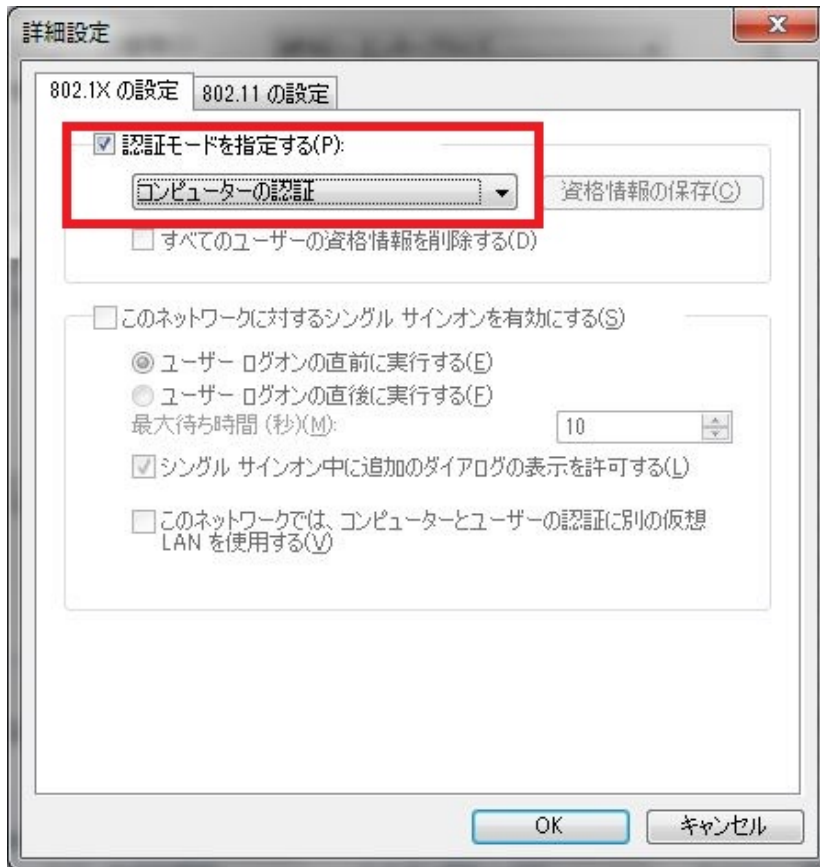 詳細設定
802.1X の設定
802.11 の設定
認証モードを指定する(P):
コンピューターの認証
資格情報の保存(C)
すべてのユーザーの資格情報を削除する(D)
このネットワークに対するシングル サインオンを有効にする(S)
ユーザー ログオンの直前に実行する(E)
ユーザー ログオンの直後に実行する(F)
最大待ち時間 (秒)(M):
10
シングル サインオン中に追加のダイアログの表示を許可する(L)
このネットワークでは、コンピューターとユーザーの認証に別の仮想
LAN を使用する(V)
OK
キャンセル